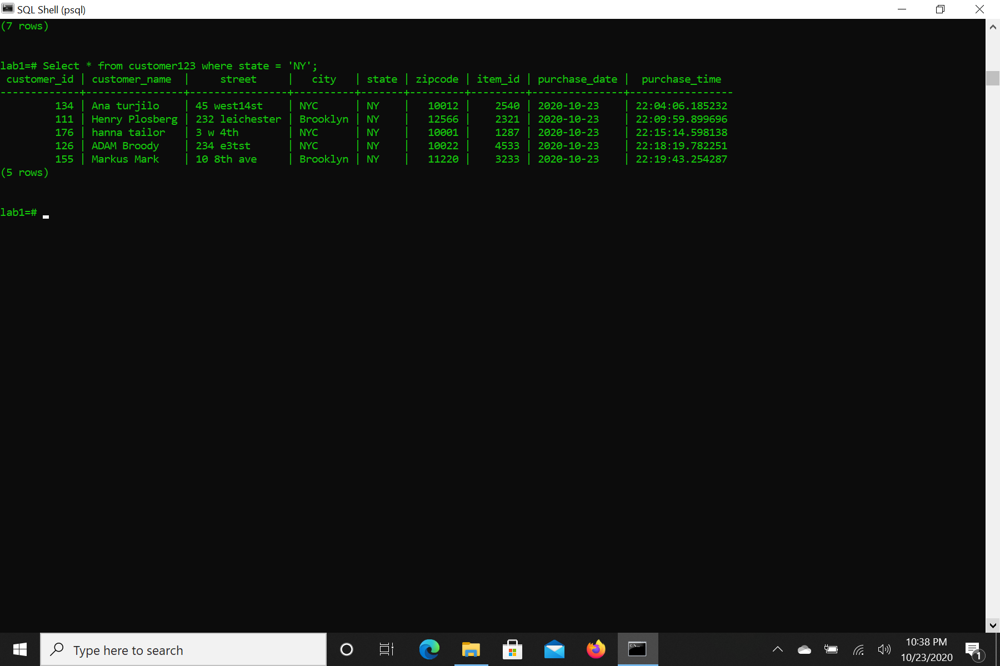 SQL Shell (psql)
(7 rows)
lab1=# Select * from customer123 where state = 'NY';
 customer_id | customer_name  |     street     |   city   | state | zipcode | item_id | purchase_date |  purchase_time
-------------+----------------+----------------+----------+-------+---------+---------+---------------+-----------------
         134 | Ana turjilo    | 45 west14st    | NYC      | NY    |   10012 |    2540 | 2020-10-23    | 22:04:06.185232
         111 | Henry Plosberg | 232 leichester | Brooklyn | NY    |   12566 |    2321 | 2020-10-23    | 22:09:59.899696
         176 | hanna tailor   | 3 w 4th        | NYC      | NY    |   10001 |    1287 | 2020-10-23    | 22:15:14.598138
         126 | ADAM Broody    | 234 e3tst      | NYC      | NY    |   10022 |    4533 | 2020-10-23    | 22:18:19.782251
         155 | Markus Mark    | 10 8th ave     | Brooklyn | NY    |   11220 |    3233 | 2020-10-23    | 22:19:43.254287
(5 rows)
lab1=#
Type here to search
10:38 PM
10/23/2020
1